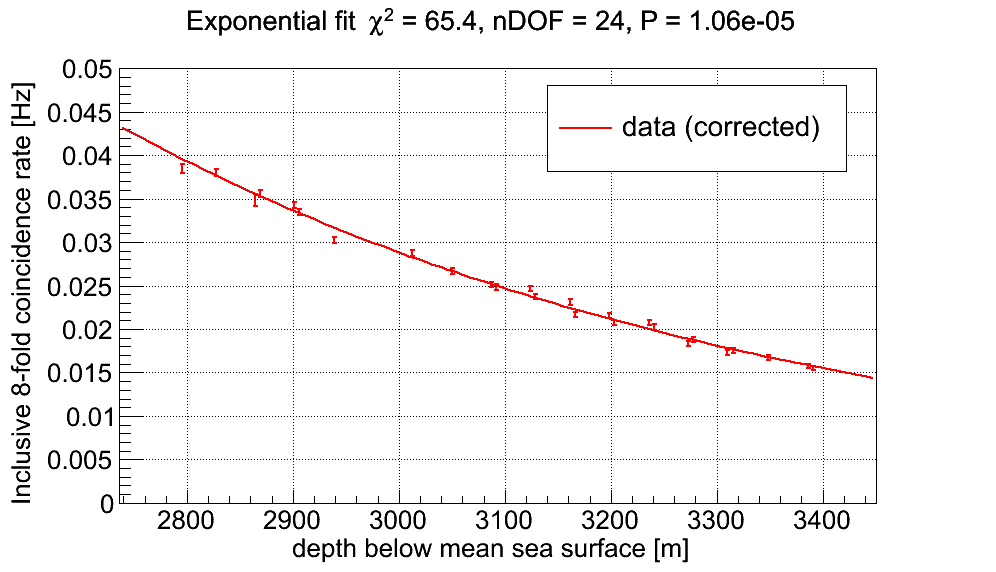 Exponential fit χ² = 65.4, nDOF = 24, P = 1.06e-05
data (corrected)
Inclusive 8-fold coincidence rate [Hz]
0.05
0.045
0.04
0.035
0.03
0.025
0.02
0.015
0.01
0.005
0
2800 2900 3000 3100 3200 3300 3400
depth below mean sea surface [m]